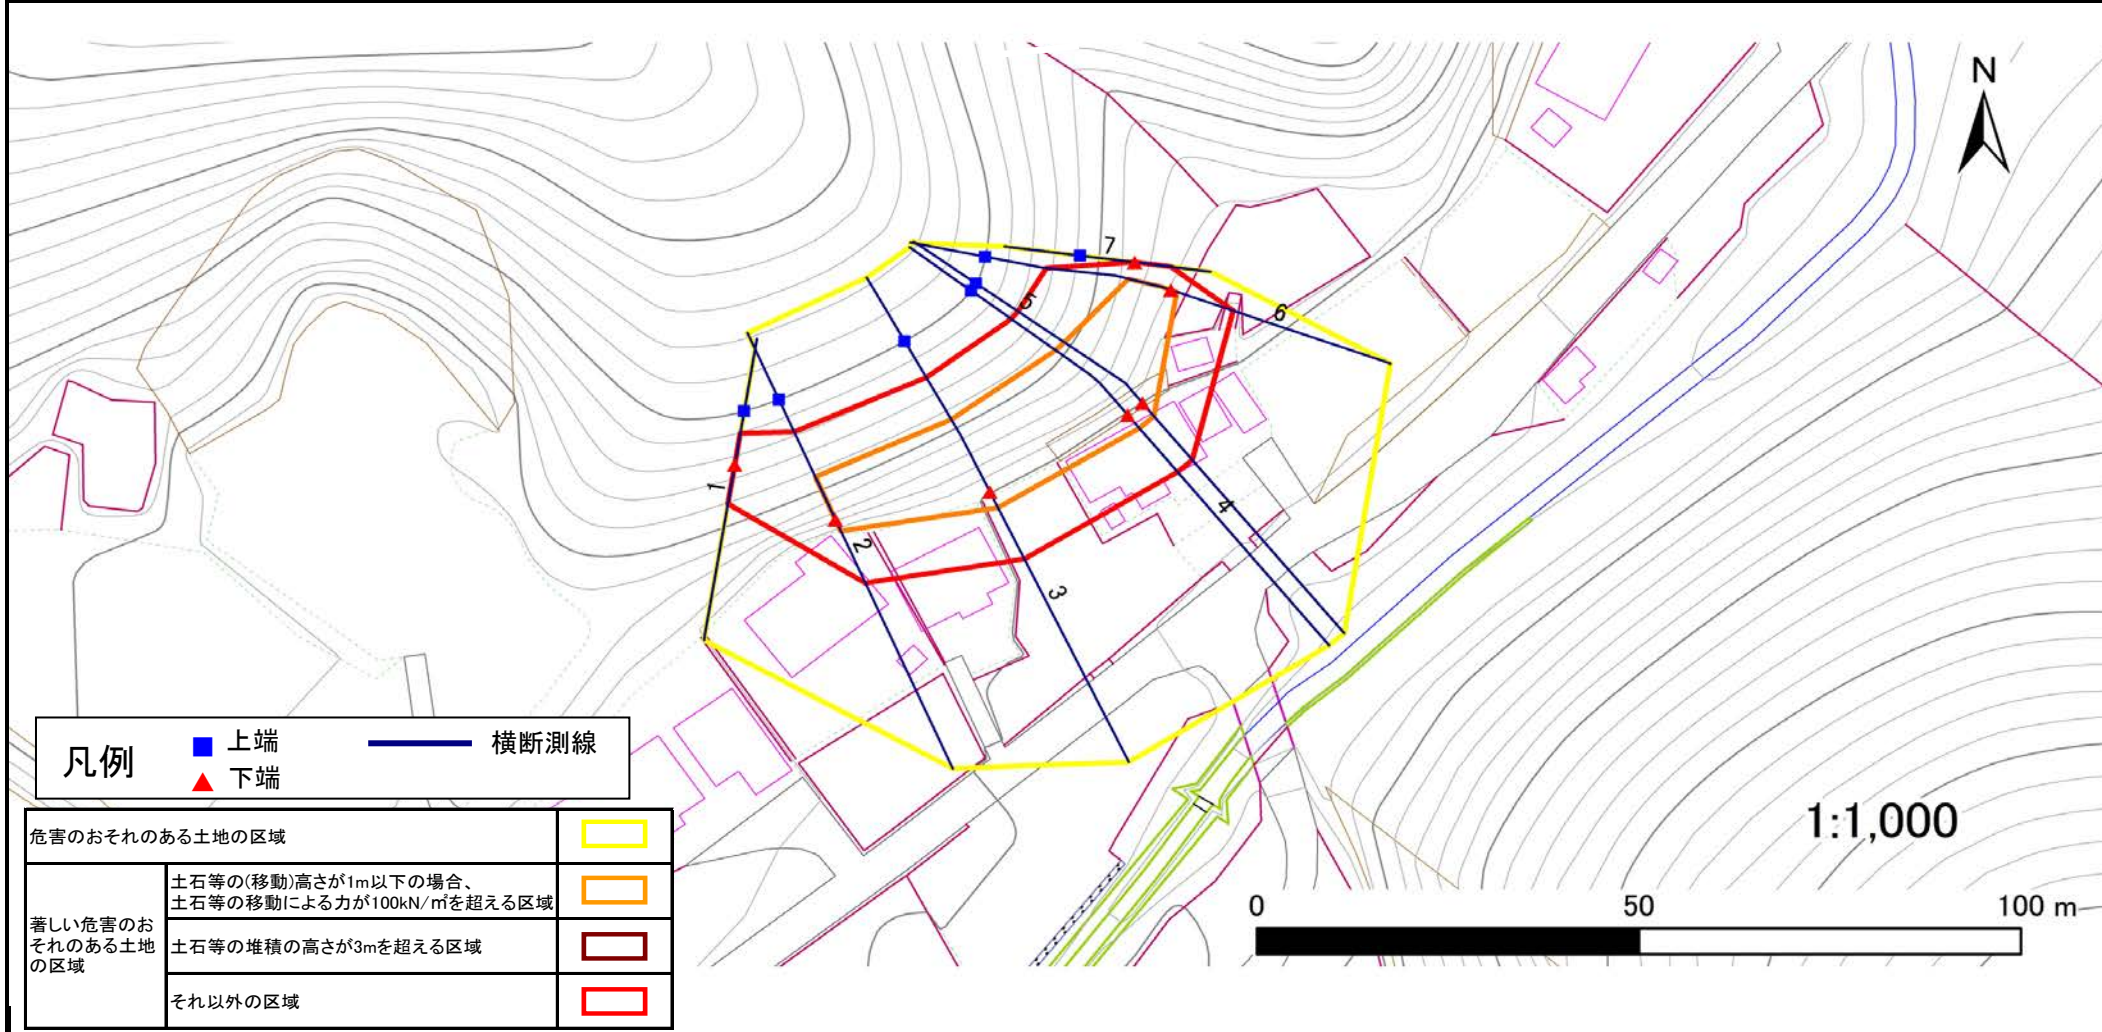 N
7
5
6
1
2
4
3
凡例
上端
横断測線
下端
危害のおそれのある土地の区域
著しい危害のお
それのある土地
の区域
土石等の(移動)高さが1m以下の場合、
土石等の移動による力が100kN/㎡を超える区域
土石等の堆積の高さが3mを超える区域
それ以外の区域
1:1,000
0 50 100 m